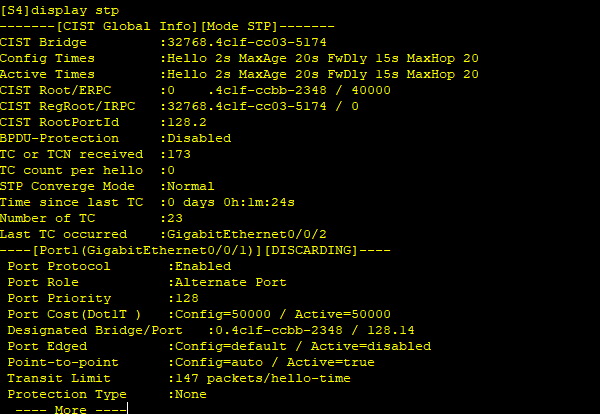 [S4]display stp
-------[CIST Global Info][Mode STP]-------
CIST Bridge         :32768.4c1f-cc03-5174
Config Times        :Hello 2s MaxAge 20s FwDly 15s MaxHop 20
Active Times        :Hello 2s MaxAge 20s FwDly 15s MaxHop 20
CIST Root/ERPC      :0    .4c1f-ccbb-2348 / 40000
CIST RegRoot/IRPC   :32768.4c1f-cc03-5174 / 0
CIST RootPortId     :128.2
BPDU-Protection     :Disabled
TC or TCN received  :173
TC count per hello  :0
STP Converge Mode   :Normal
Time since last TC  :0 days 0h:1m:24s
Number of TC        :23
Last TC occurred    :GigabitEthernet0/0/2
----[Port1(GigabitEthernet0/0/1)][DISCARDING]----
 Port Protocol       :Enabled
 Port Role           :Alternate Port
 Port Priority       :128
 Port Cost(Dot1T )   :Config=50000 / Active=50000
 Designated Bridge/Port   :0.4c1f-ccbb-2348 / 128.14
 Port Edged          :Config=default / Active=disabled
 Point-to-point      :Config=auto / Active=true
 Transit Limit       :147 packets/hello-time
 Protection Type     :None
  ---- More ----